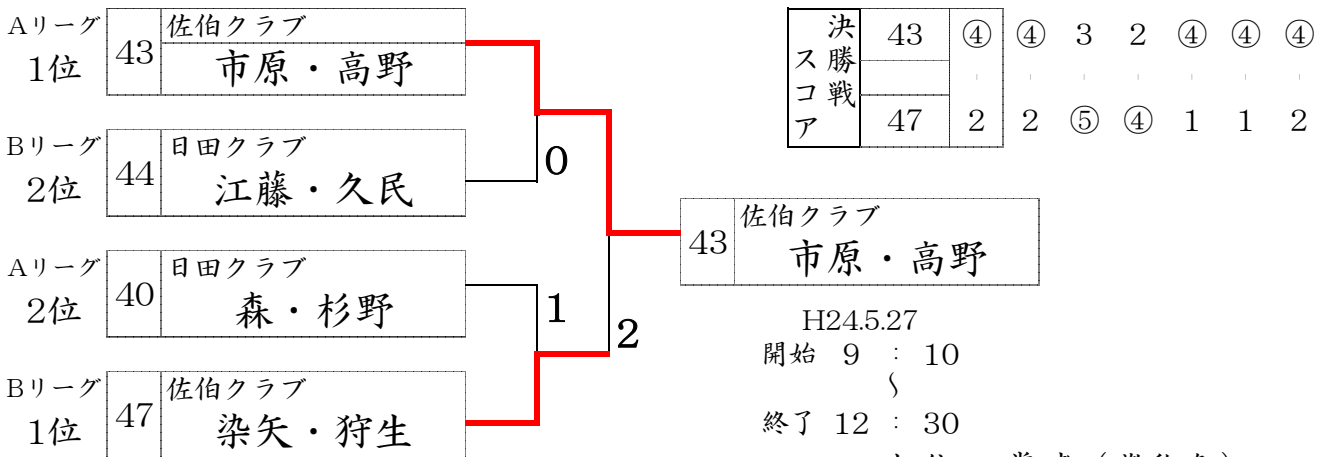 Aリーグ
1位
43
佐伯クラブ
市原・高野
Bリーグ
2位
44
日田クラブ
江藤・久民
0
Aリーグ
2位
40
日田クラブ
森・杉野
1
Bリーグ
1位
47
佐伯クラブ
染矢・狩生
2
43
佐伯クラブ
市原・高野
決勝戦
スコア
43 ④ ④ 3 2 ④ ④ ④
- - - - - - -
47 2 2 ⑤ ④ 1 1 2
H24.5.27
開始 9 : 10
~
終了 12 : 30